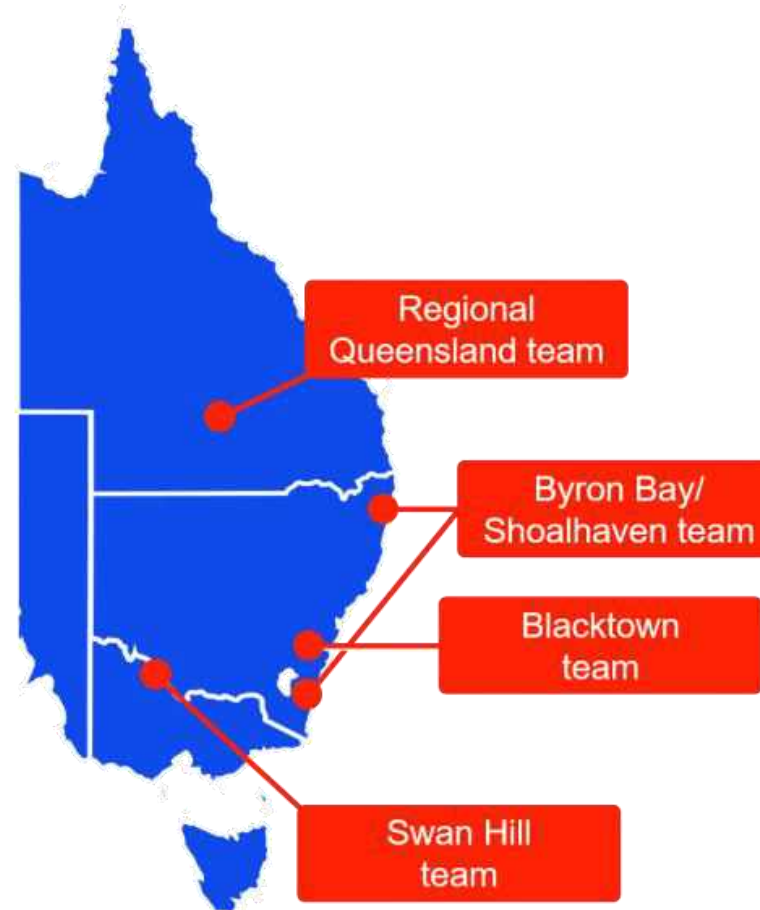 Regional
Queensland team
Byron Bay/
Shoalhaven team
Blacktown
team
Swan Hill
team